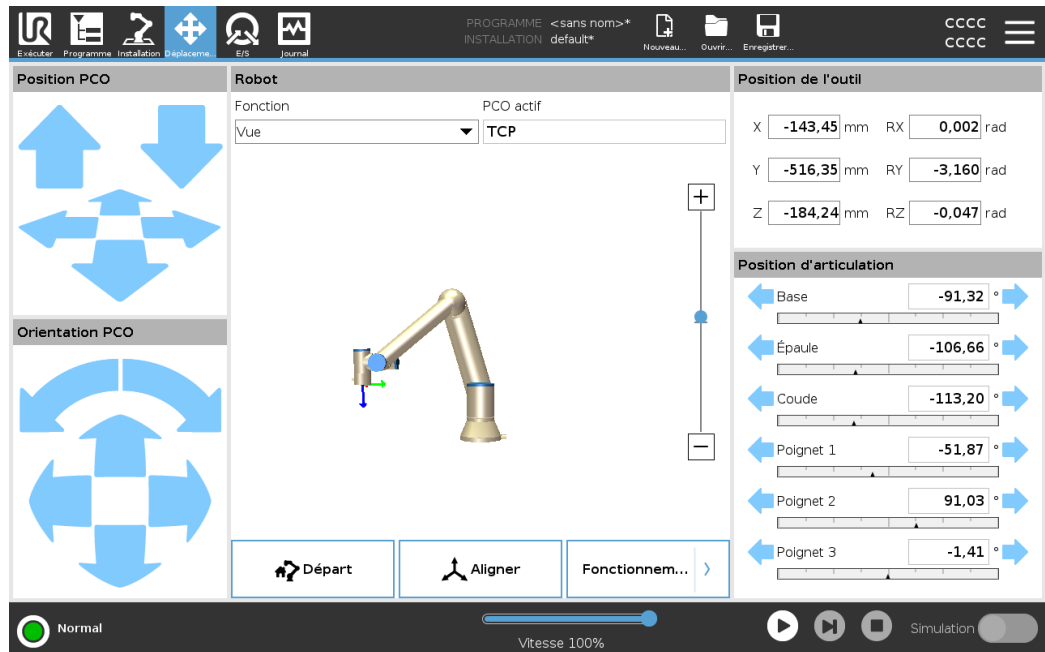 UR
PROGRAMME <sans nom>*
INSTALLATION default*
CCCC
CCCC
Exécuter Programme Installation Déplaceme... E/S Journal Nouveau... Ouvrir... Enregistrer...
Position PCO
Robot
Position de l'outil
Fonction
PCO actif
Vue
TCP
X -143,45 mm RX 0,002 rad
Y -516,35 mm RY -3,160 rad
Z -184,24 mm RZ -0,047 rad
Position d'articulation
Base -91,32 °
Orientation PCO
Épaule -106,66 °
Coude -113,20 °
Poignet 1 -51,87 °
Poignet 2 91,03 °
Poignet 3 -1,41 °
Départ
Aligner
Fonctionnem...
Normal
Vitesse 100%
Simulation